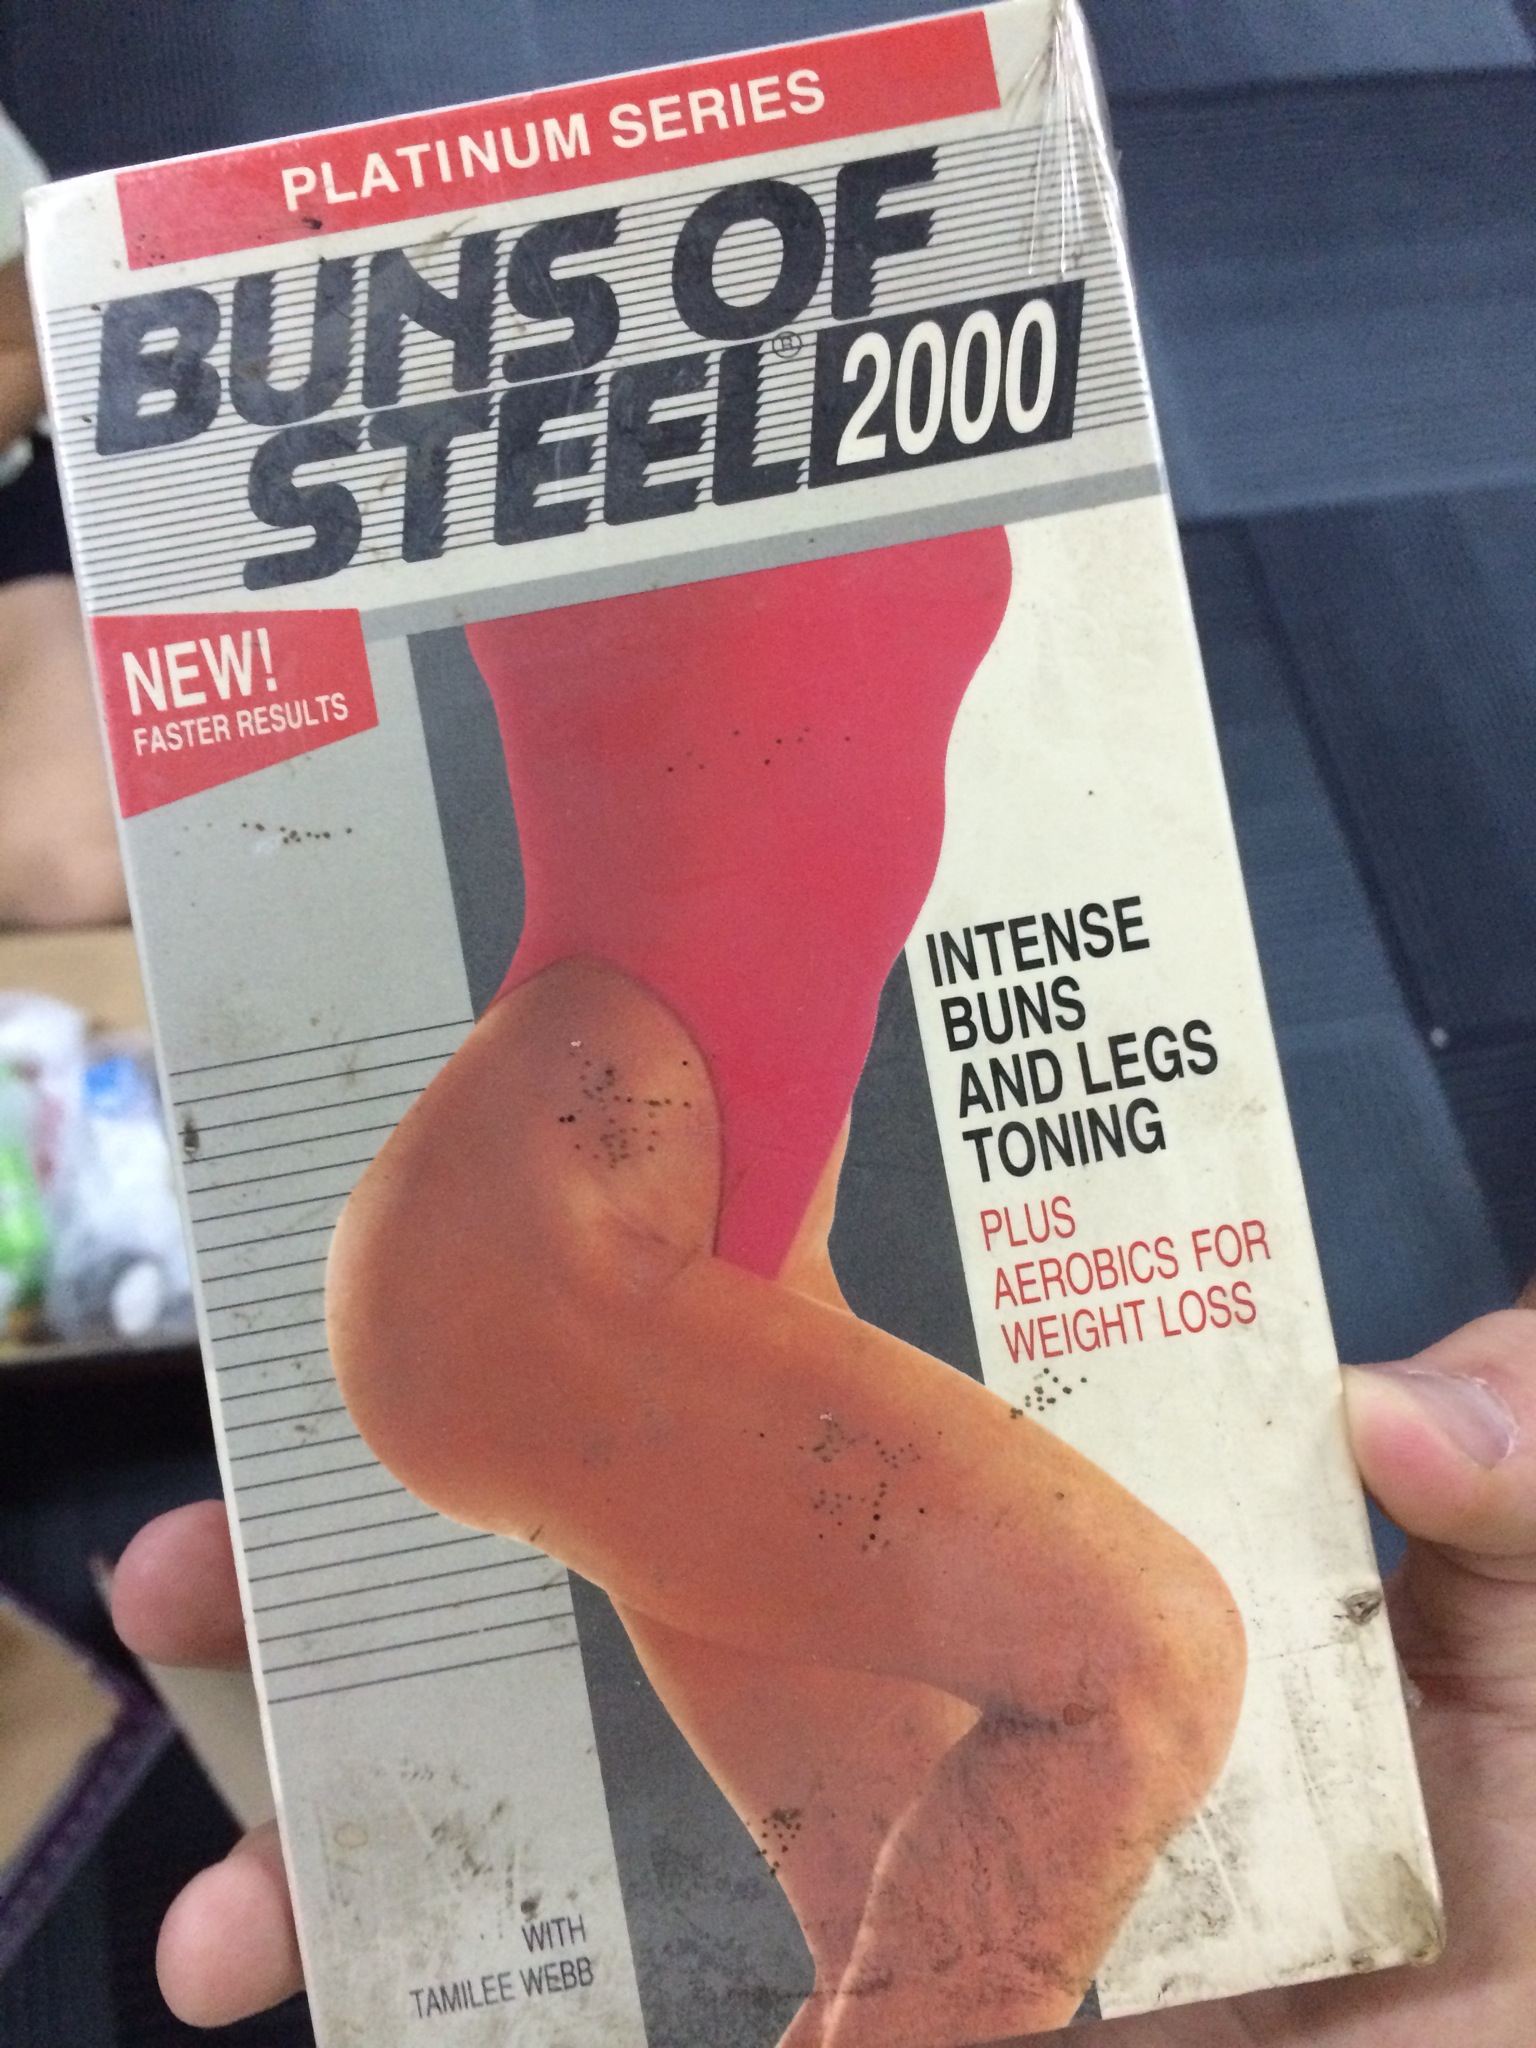 PLATINUM SERIES
BUNS OF
STEEL® 2000
NEW!
FASTER RESULTS
INTENSE
BUNS
AND LEGS
TONING
PLUS
AEROBICS FOR
WEIGHT LOSS
WITH
TAMILEE WEBB